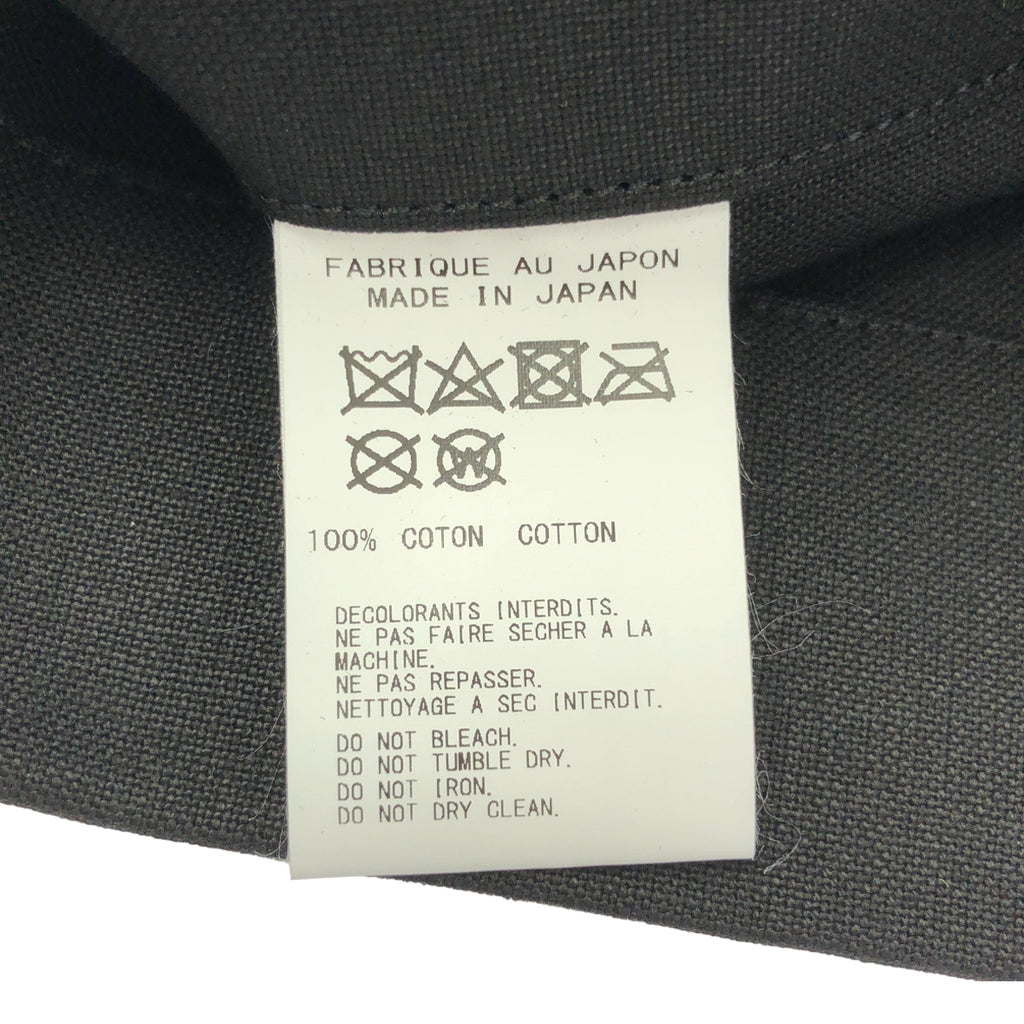 FABRIQUE AU JAPON
MADE IN JAPAN
W
100% COTON COTTON
DECOLORANTS INTERDITS.
NE PAS FAIRE SECHER A LA
MACHINE.
NE PAS REPASSER.
NETTOYAGE A SEC INTERDIT.
DO NOT BLEACH.
DO NOT TUMBLE DRY.
DO NOT IRON.
DO NOT DRY CLEAN.